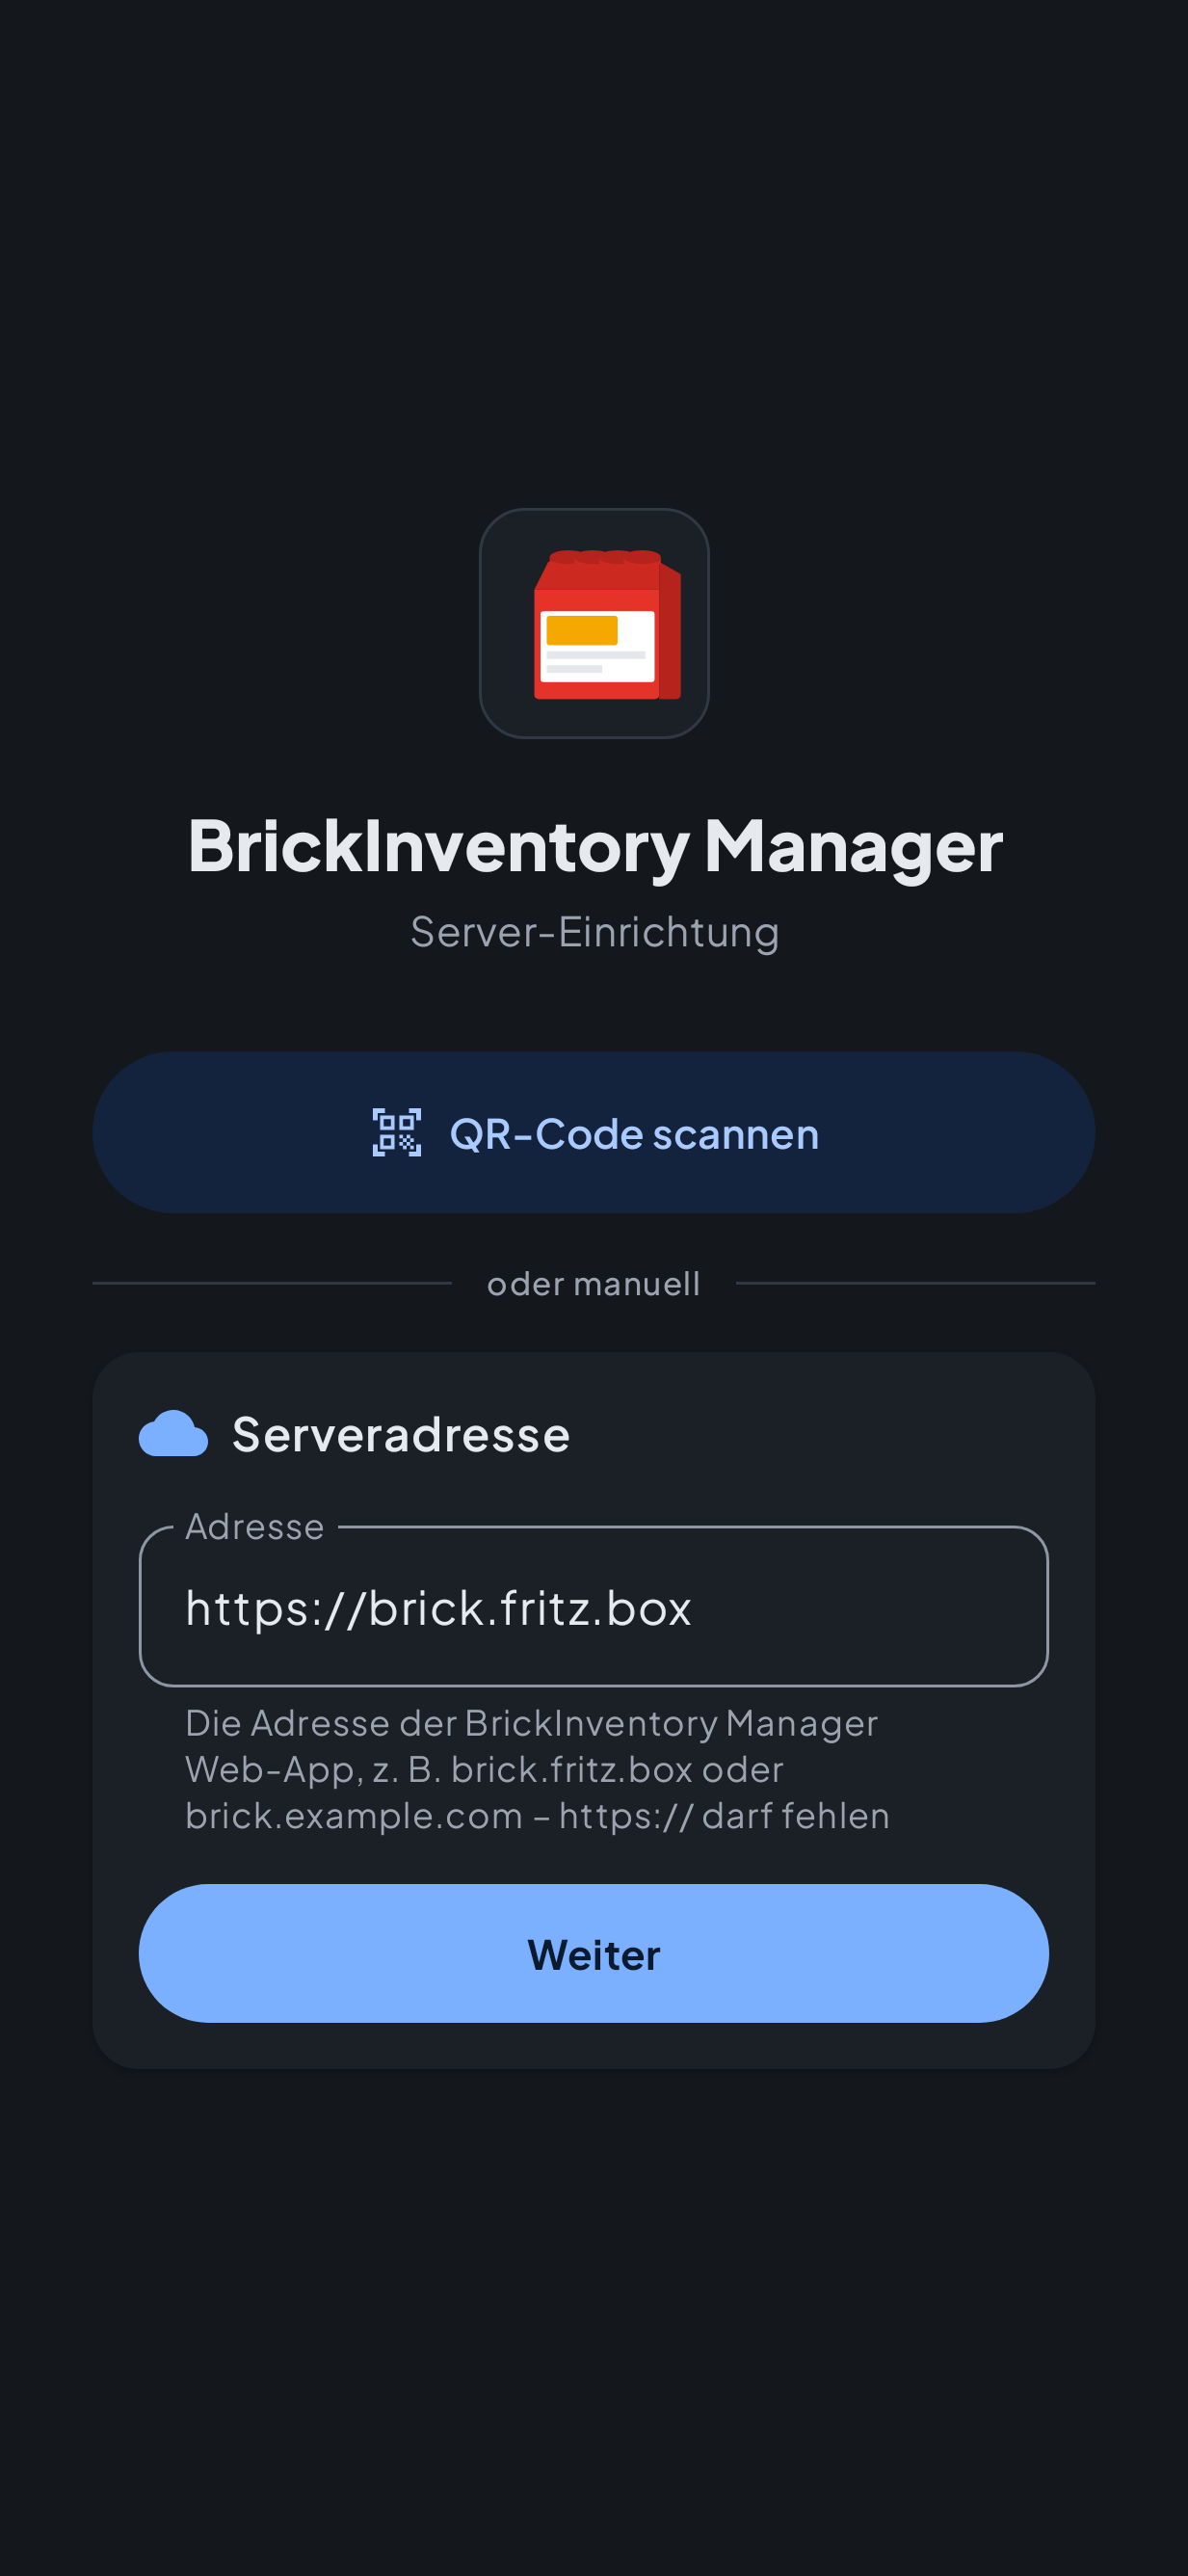 BrickInventory Manager
Server-Einrichtung
QR-Code scannen
oder manuell
Serveradresse
Adresse
https://brick.fritz.box
Die Adresse der BrickInventory Manager
Web-App, z. B. brick.fritz.box oder
brick.example.com – https:// darf fehlen
Weiter